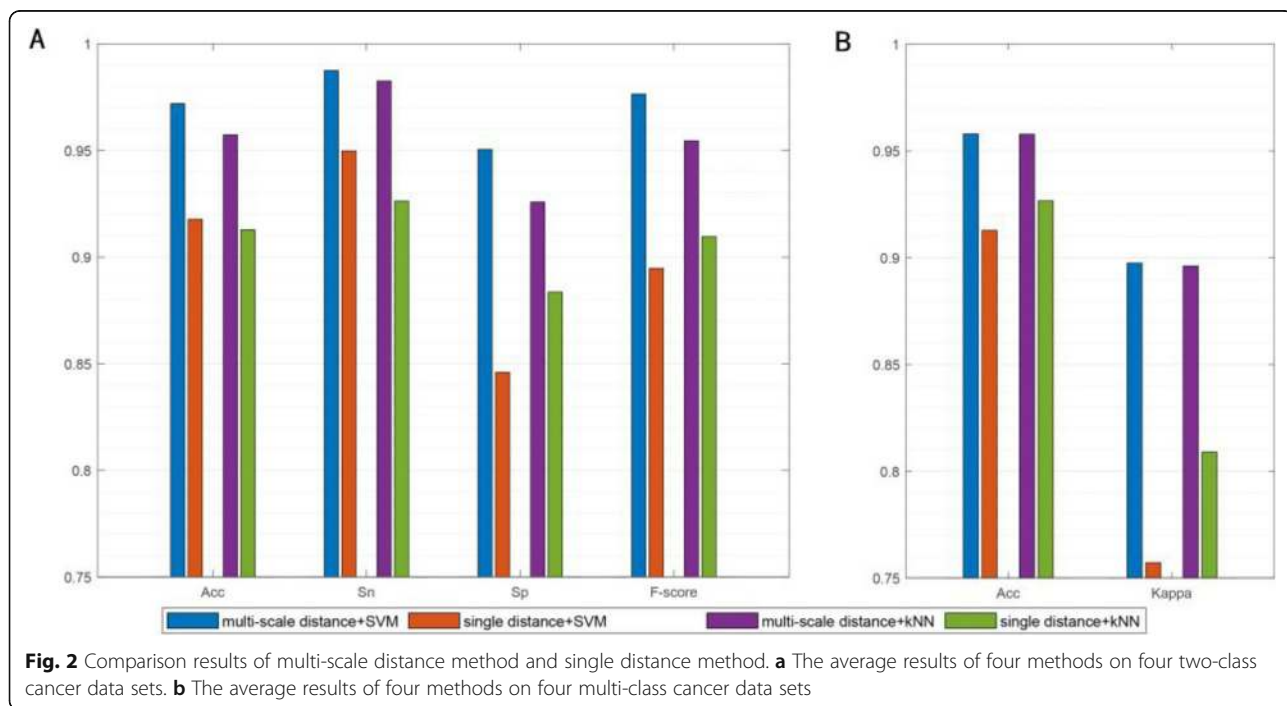 A
1
0.95
0.9
0.85
0.8
0.75
Acc Sn Sp F-score
B
1
0.95
0.9
0.85
0.8
0.75
Acc Kappa
multi-scale distance+SVM single distance+SVM multi-scale distance+kNN single distance+kNN
Fig. 2 Comparison results of multi-scale distance method and single distance method. a The average results of four methods on four two-class
cancer data sets. b The average results of four methods on four multi-class cancer data sets